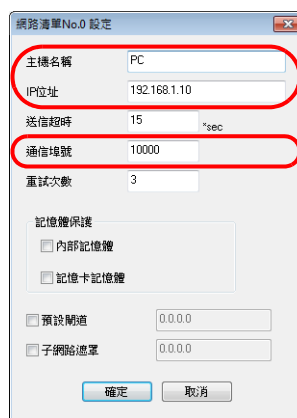 網路清單No.0 設定
主機名稱 PC
IP位址 192.168.1.10
送信超時 15 *sec
通信埠號 10000
重試次數 3
記憶體保護
內部記憶體
記憶卡記憶體
預設閘道 0.0.0.0
子網路遮罩 0.0.0.0
確定 取消